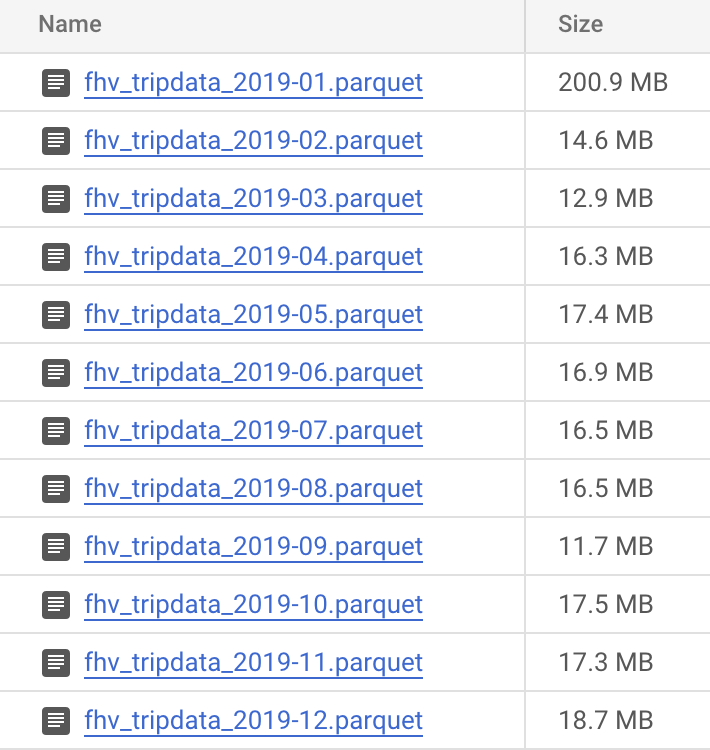 Name Size
fhv_tripdata_2019-01.parquet 200.9 MB
fhv_tripdata_2019-02.parquet 14.6 MB
fhv_tripdata_2019-03.parquet 12.9 MB
fhv_tripdata_2019-04.parquet 16.3 MB
fhv_tripdata_2019-05.parquet 17.4 MB
fhv_tripdata_2019-06.parquet 16.9 MB
fhv_tripdata_2019-07.parquet 16.5 MB
fhv_tripdata_2019-08.parquet 16.5 MB
fhv_tripdata_2019-09.parquet 11.7 MB
fhv_tripdata_2019-10.parquet 17.5 MB
fhv_tripdata_2019-11.parquet 17.3 MB
fhv_tripdata_2019-12.parquet 18.7 MB